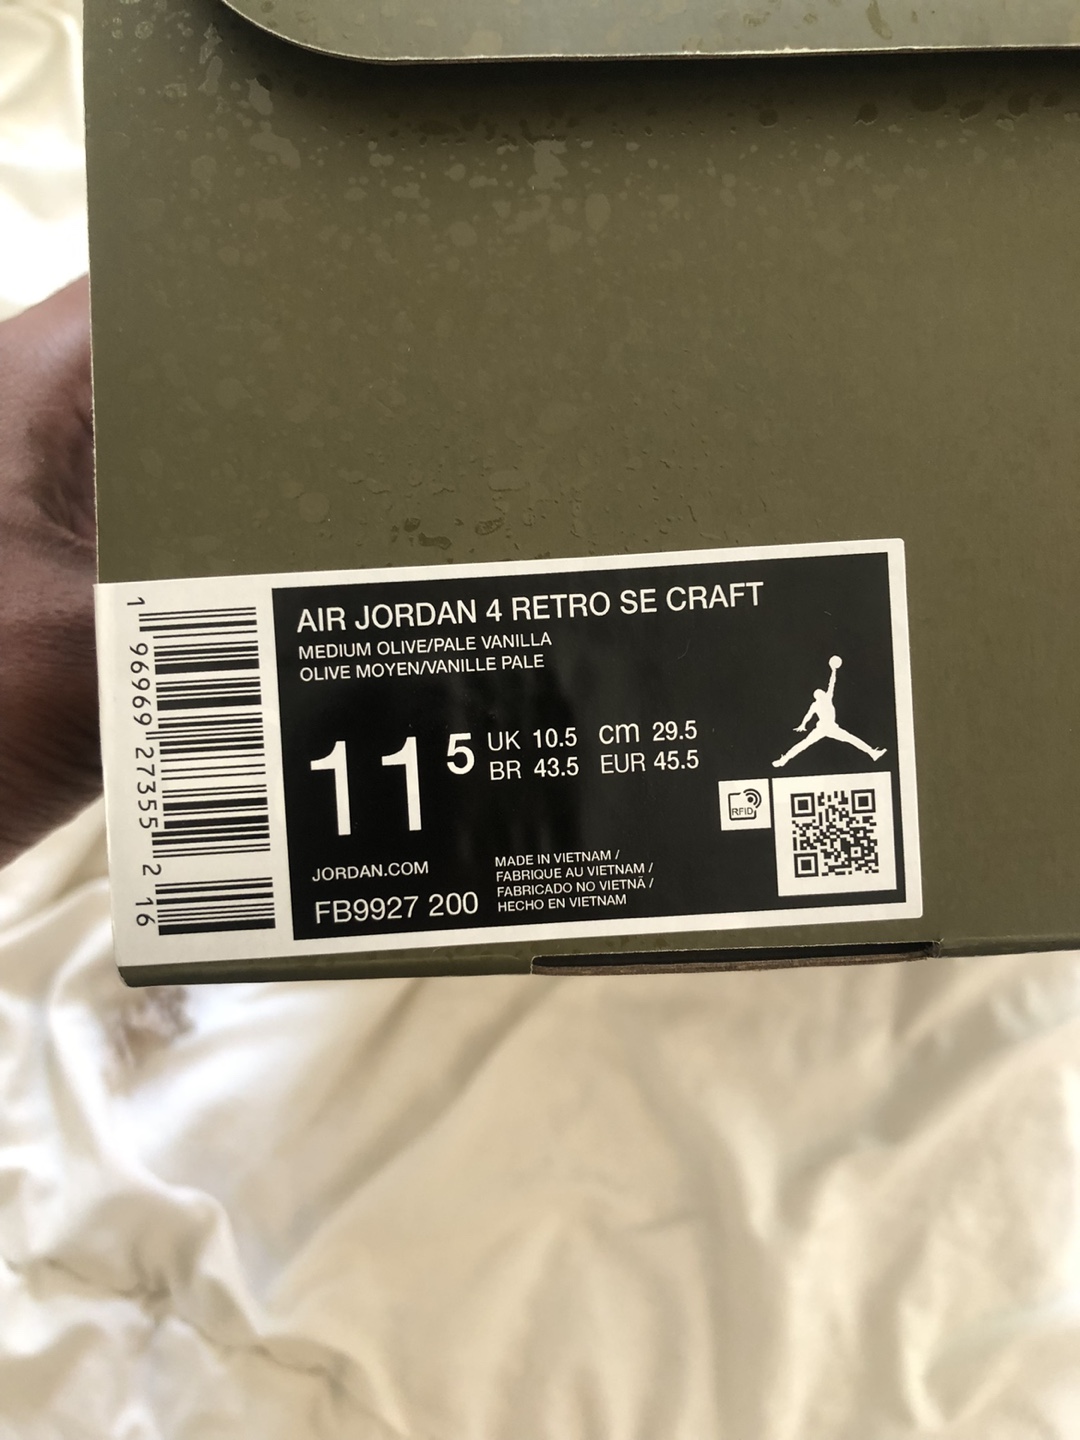 AIR JORDAN 4 RETRO SE CRAFT
MEDIUM OLIVE/PALE VANILLA
OLIVE MOYEN/VANILLE PALE
11 5
UK 10.5 cm 29.5
BR 43.5 EUR 45.5
RFID
JORDAN.COM
FB9927 200
MADE IN VIETNAM /
FABRIQUE AU VIETNAM /
FABRICADO NO VIETNÃ /
HECHO EN VIETNAM
1 96969 27355 2 16